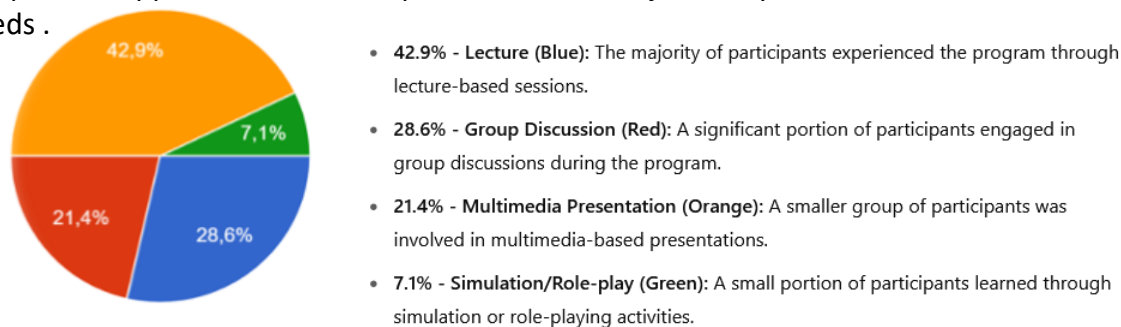 eds .
42,9%
7,1%
21,4%
28,6%
• 42.9% - Lecture (Blue): The majority of participants experienced the program through
lecture-based sessions.
• 28.6% - Group Discussion (Red): A significant portion of participants engaged in
group discussions during the program.
• 21.4% - Multimedia Presentation (Orange): A smaller group of participants was
involved in multimedia-based presentations.
• 7.1% - Simulation/Role-play (Green): A small portion of participants learned through
simulation or role-playing activities.